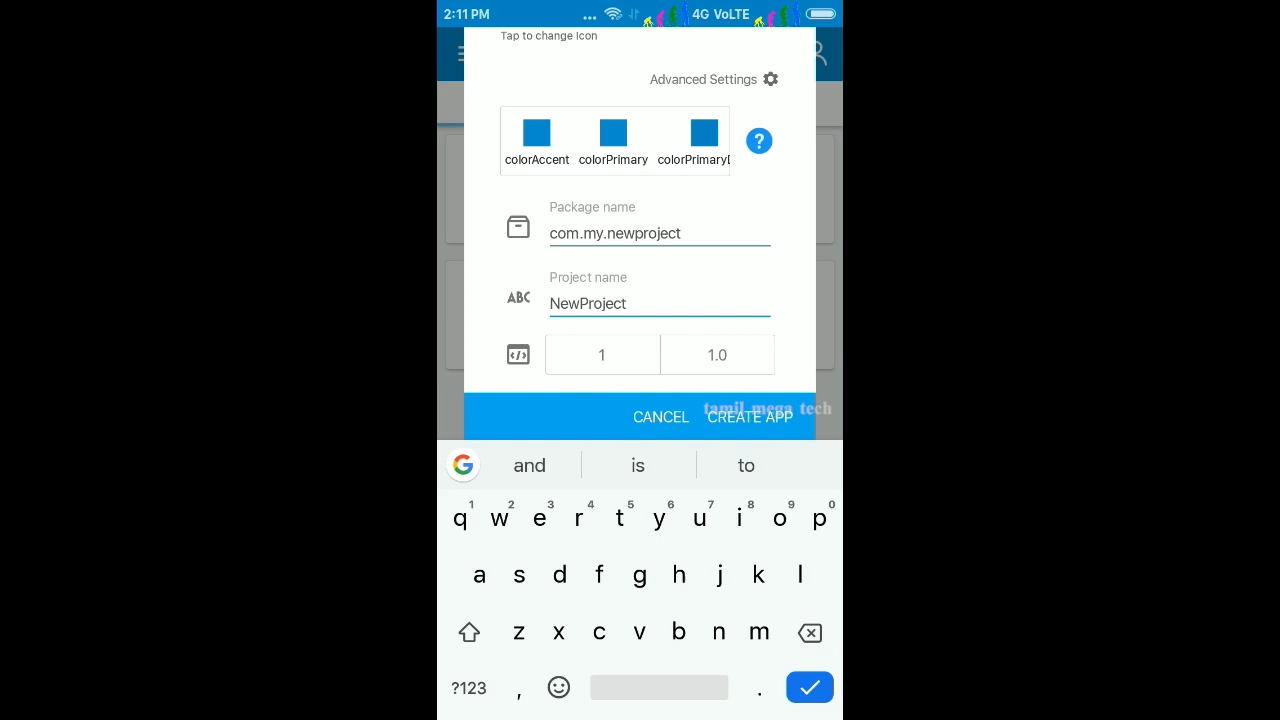 2:11 PM ... 4G VoLTE
Tap to change icon
Advanced Settings
?
colorAccent colorPrimary colorPrimaryD
Package name
com.my.newproject
Project name
ABC
NewProject
1 1.0
tamil mega tech
CANCEL CREATE APP
G and is to
1 2 3 4 5 6 7 8 9 0
q w e r t y u i o p
a s d f g h j k l
z x c v b n m
?123 , .